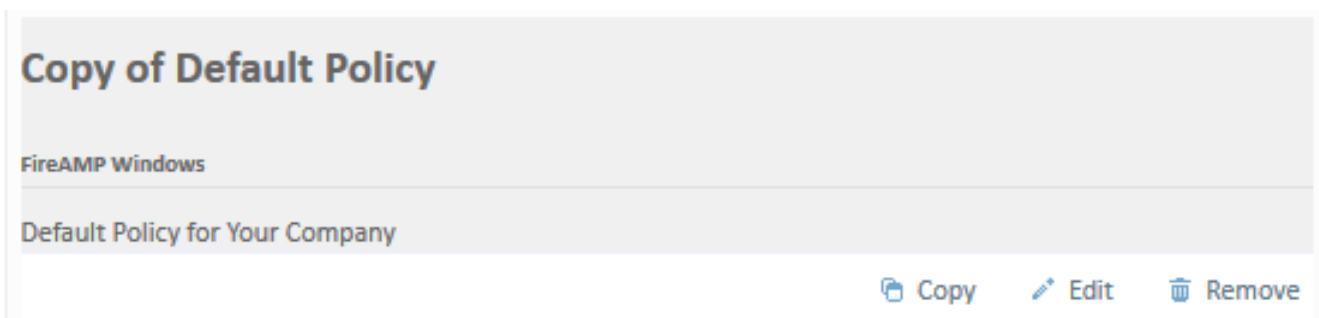 Copy of Default Policy
FireAMP Windows
Default Policy for Your Company
Copy Edit Remove